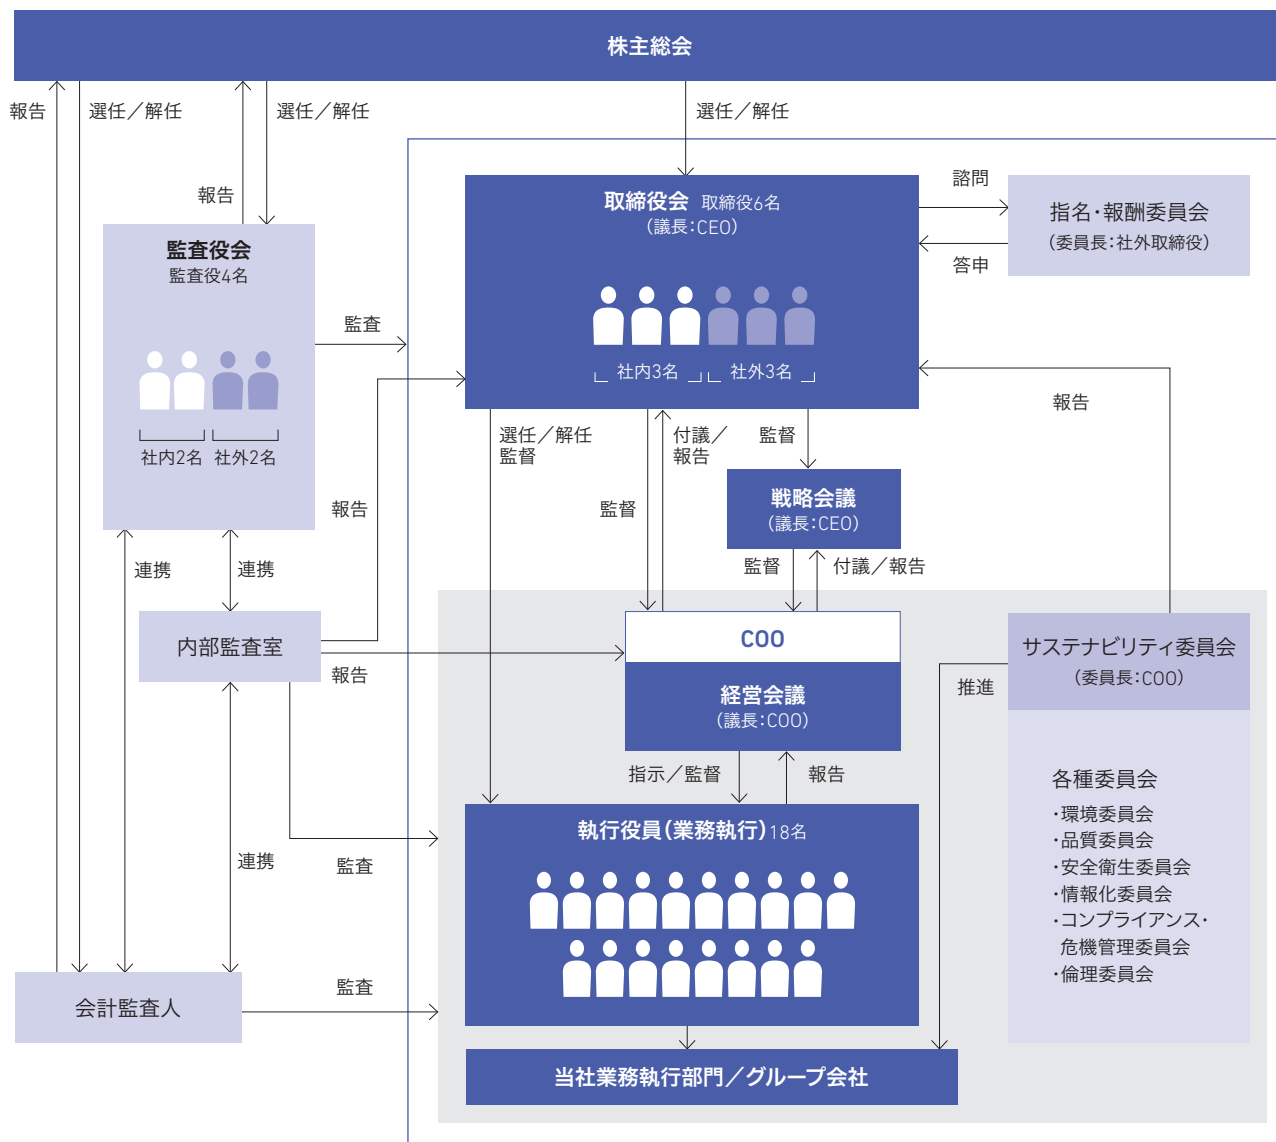 株主総会
報告
選任／解任
選任／解任
選任／解任
報告
監査役会
監査役4名
社内2名
社外2名
監査
取締役会 取締役6名
（議長：CEO）
社内3名
社外3名
諮問
答申
指名・報酬委員会
（委員長：社外取締役）
報告
選任／解任
監督
監督
付議／
報告
監督
戦略会議
（議長：CEO）
監督
付議／報告
報告
連携
連携
内部監査室
報告
COO
経営会議
（議長：COO）
サステナビリティ委員会
（委員長：COO）
推進
指示／監督
報告
各種委員会
・環境委員会
・品質委員会
・安全衛生委員会
・情報化委員会
・コンプライアンス・
危機管理委員会
・倫理委員会
執行役員（業務執行）18名
連携
監査
会計監査人
監査
当社業務執行部門／グループ会社